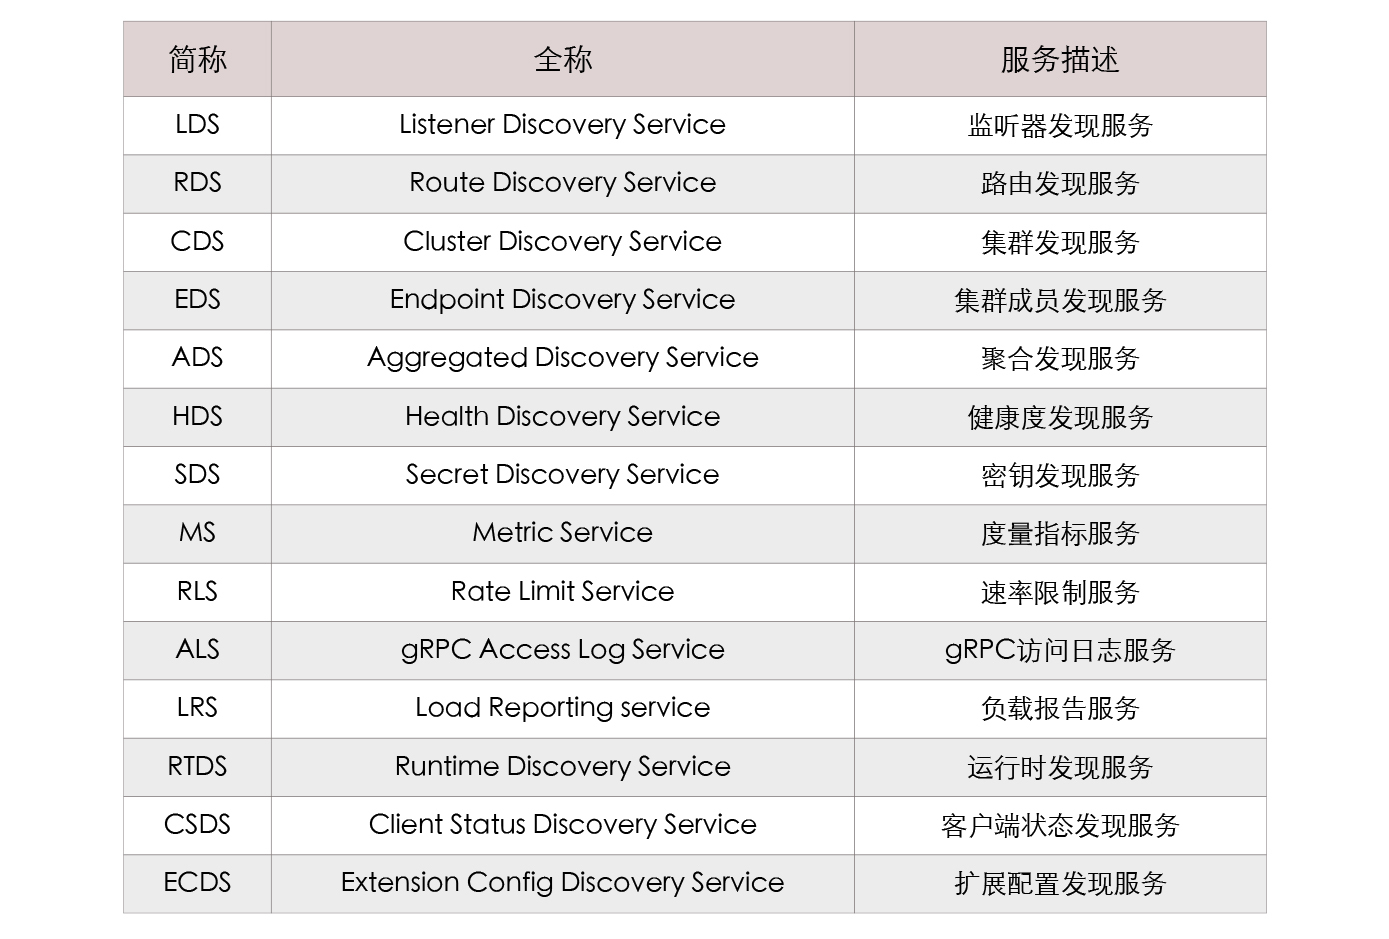 简称 全称 服务描述
LDS Listener Discovery Service 监听器发现服务
RDS Route Discovery Service 路由发现服务
CDS Cluster Discovery Service 集群发现服务
EDS Endpoint Discovery Service 集群成员发现服务
ADS Aggregated Discovery Service 聚合发现服务
HDS Health Discovery Service 健康度发现服务
SDS Secret Discovery Service 密钥发现服务
MS Metric Service 度量指标服务
RLS Rate Limit Service 速率限制服务
ALS gRPC Access Log Service gRPC访问日志服务
LRS Load Reporting service 负载报告服务
RTDS Runtime Discovery Service 运行时发现服务
CSDS Client Status Discovery Service 客户端状态发现服务
ECDS Extension Config Discovery Service 扩展配置发现服务